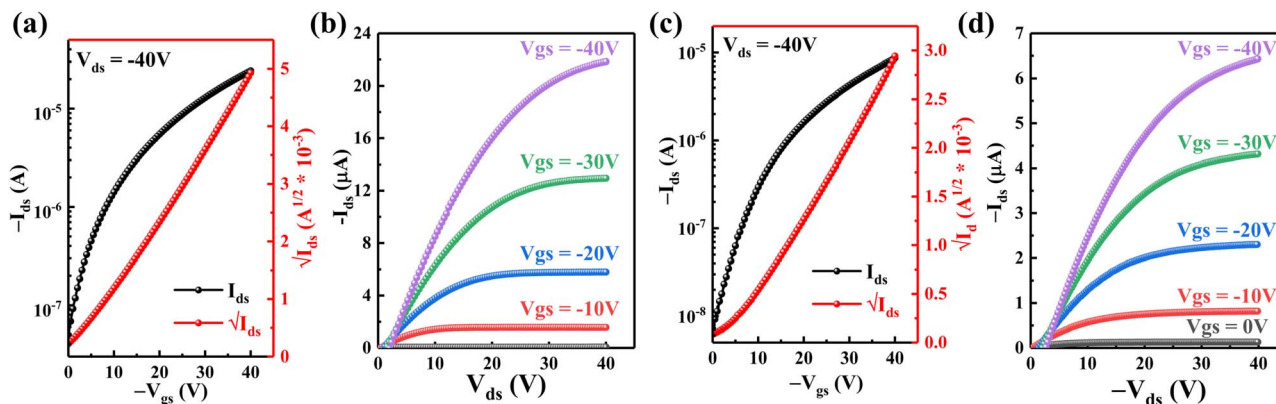 (a)
V_ds = -40V
10^-5
10^-6
10^-7
−I_ds (A)
0 10 20 30 40
−V_gs (V)
I_ds
√I_ds
5
4
3
2
1
0
√I_ds (A^1/2 * 10^-3)
(b)
24
20
16
12
8
4
0
-I_ds (μA)
Vgs = -40V
Vgs = -30V
Vgs = -20V
Vgs = -10V
10 20 30 40
V_ds (V)
(c)
V_ds = -40V
10^-5
10^-6
10^-7
10^-8
−I_ds (A)
0 10 20 30 40
−V_gs (V)
I_ds
√I_ds
3.0
2.5
2.0
1.5
1.0
0.5
0.0
√I_d (A^1/2 * 10^-3)
(d)
7
6
5
4
3
2
1
0
−I_ds (μA)
Vgs = -40V
Vgs = -30V
Vgs = -20V
Vgs = -10V
Vgs = 0V
10 20 30 40
−V_ds (V)